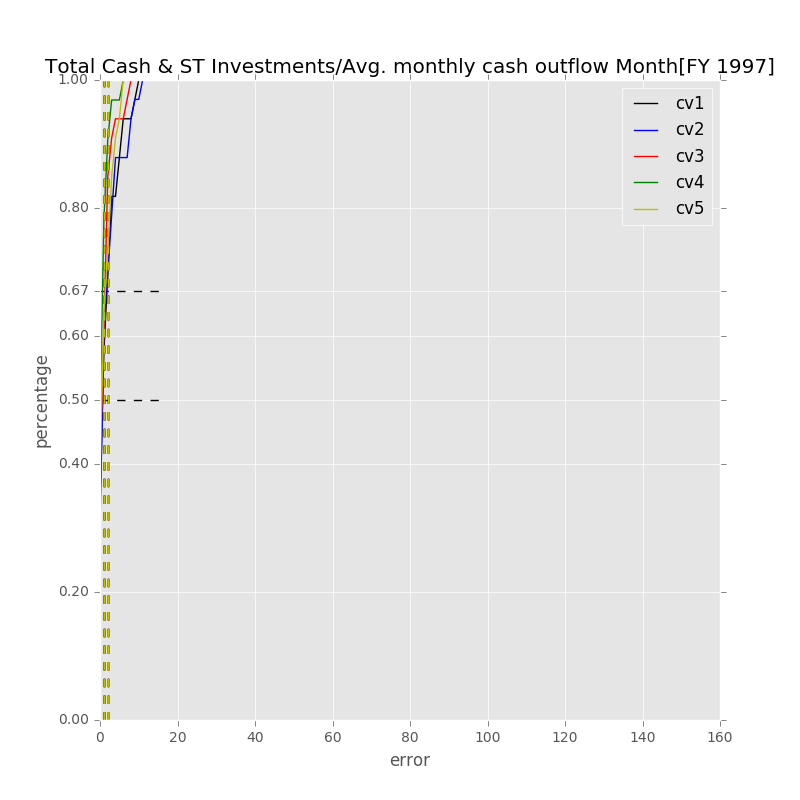 Total Cash & ST Investments/Avg. monthly cash outflow Month[FY 1997]
1.00
cv1
cv2
cv3
cv4
cv5
0.80
0.67
0.60
percentage
0.50
0.40
0.20
0.00
0 20 40 60 80 100 120 140 160
error